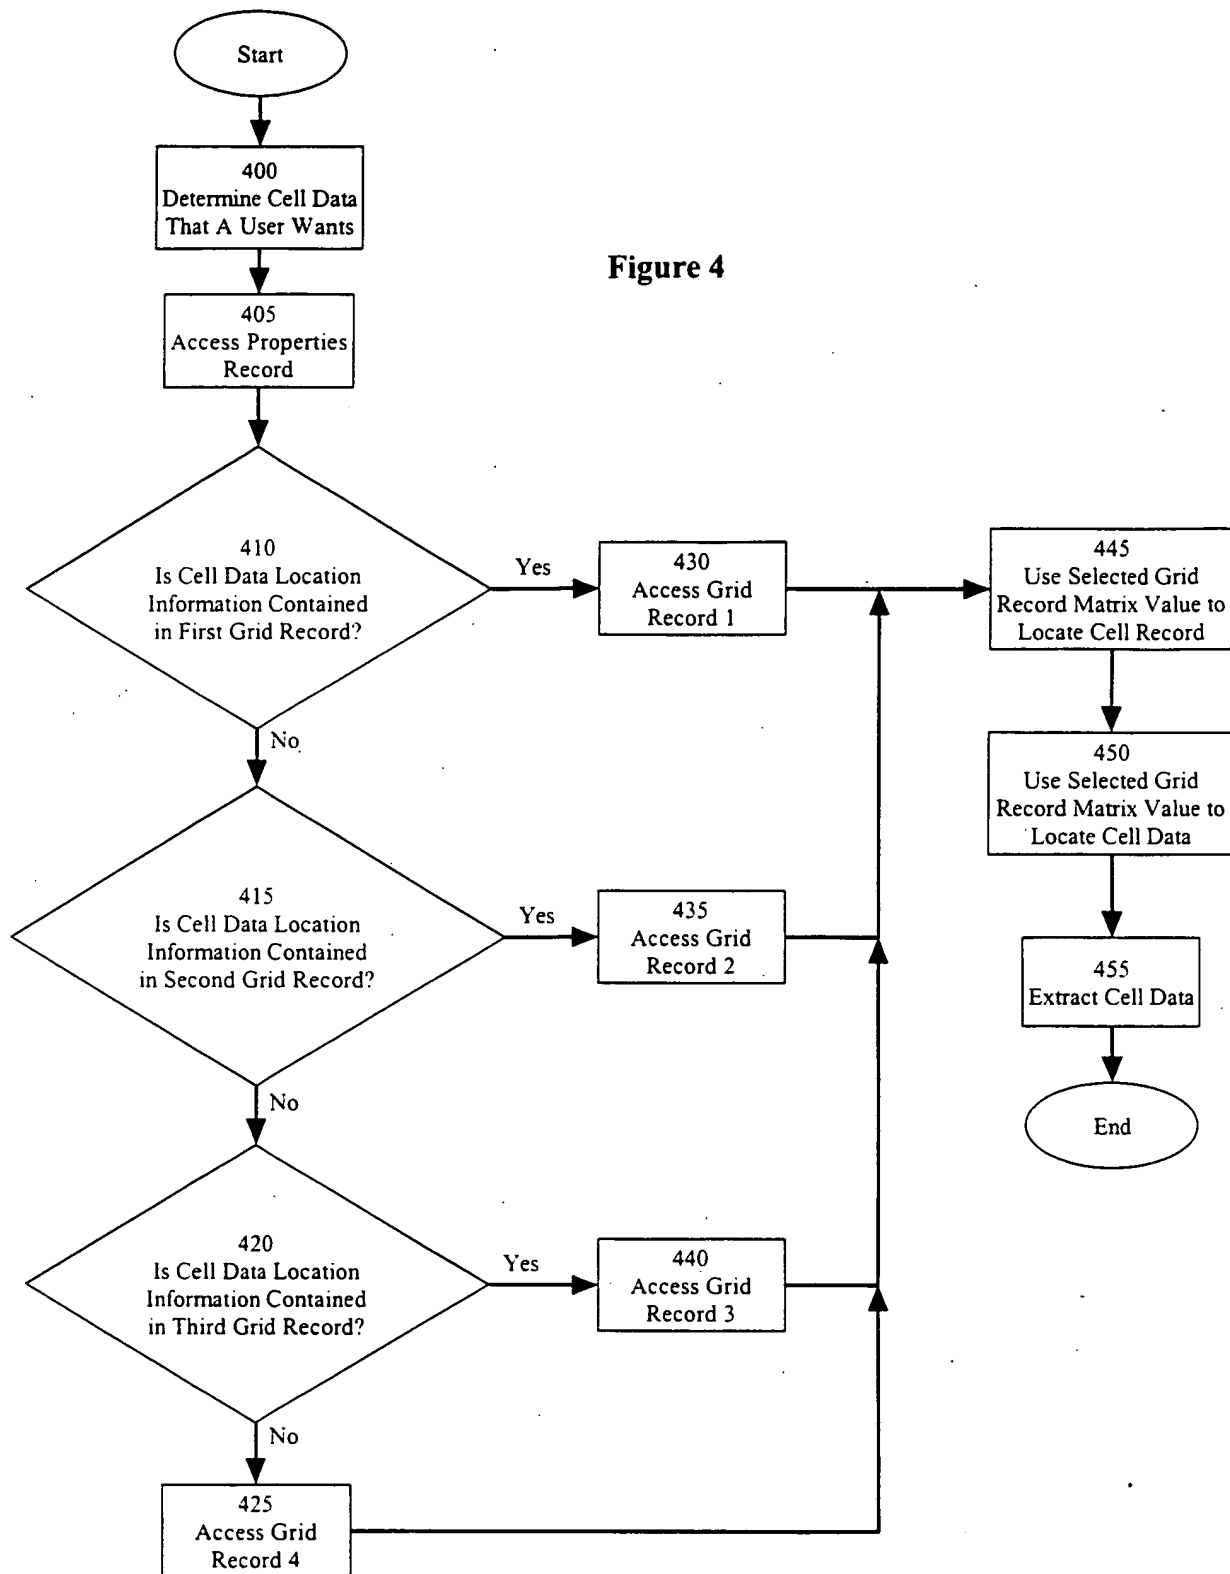 Start
400
Determine Cell Data
That A User Wants
Figure 4
405
Access Properties
Record
410
Is Cell Data Location
Information Contained
in First Grid Record?
Yes
430
Access Grid
Record 1
445
Use Selected Grid
Record Matrix Value to
Locate Cell Record
No
450
Use Selected Grid
Record Matrix Value to
Locate Cell Data
415
Is Cell Data Location
Information Contained
in Second Grid Record?
Yes
435
Access Grid
Record 2
455
Extract Cell Data
No
End
420
Is Cell Data Location
Information Contained
in Third Grid Record?
Yes
440
Access Grid
Record 3
No
425
Access Grid
Record 4